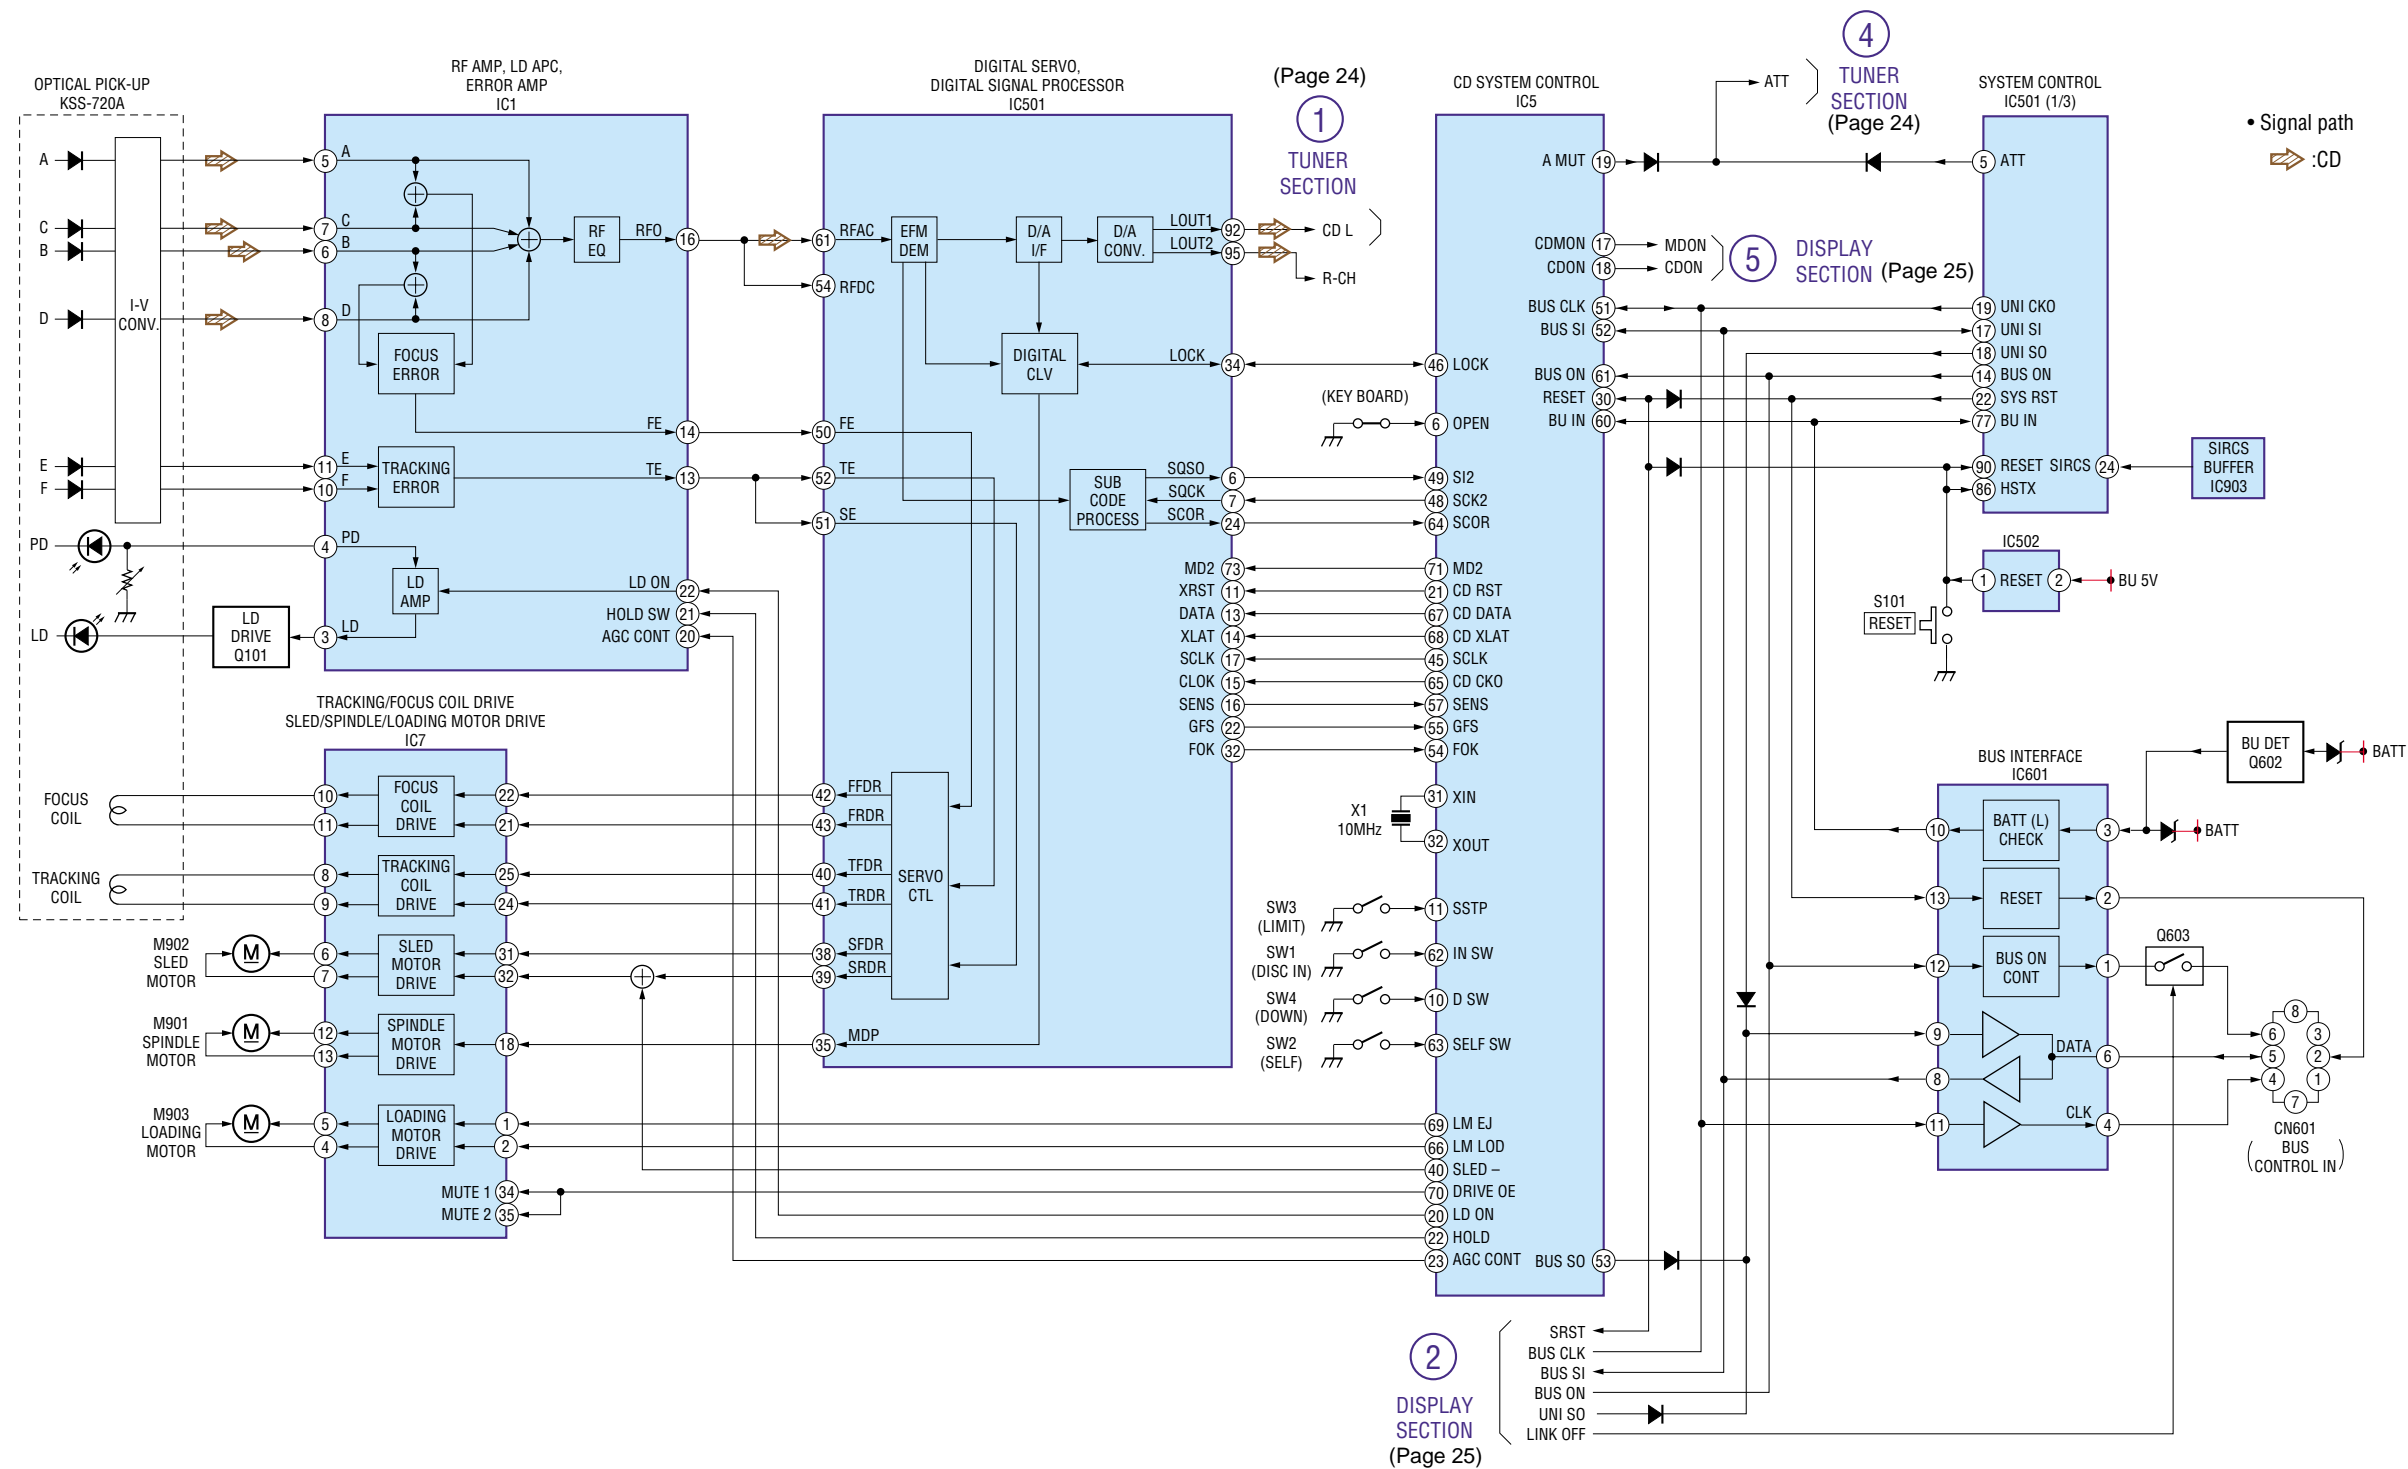 OPTICAL PICK-UP
KSS-720A
A
C
B
D
E
F
PD
LD
I-V
CONV.
LD
DRIVE
Q101
FOCUS
COIL
TRACKING
COIL
RF AMP, LD APC,
ERROR AMP
IC1
5 A
7 C
6 B
8 D
11 E
10 F
4 PD
3 LD
RF
EQ
RFO 16
FOCUS
ERROR
FE 14
TRACKING
ERROR
TE 13
LD
AMP
LD ON 22
HOLD SW 21
AGC CONT 20
TRACKING/FOCUS COIL DRIVE
SLED/SPINDLE/LOADING MOTOR DRIVE
IC7
10
11
FOCUS
COIL
DRIVE
22
21
8
9
TRACKING
COIL
DRIVE
25
24
M902
SLED
MOTOR
M
6
7
SLED
MOTOR
DRIVE
31
32
M901
SPINDLE
MOTOR
M
12
13
SPINDLE
MOTOR
DRIVE
18
M903
LOADING
MOTOR
M
5
4
LOADING
MOTOR
DRIVE
1
2
MUTE 1 34
MUTE 2 35
DIGITAL SERVO,
DIGITAL SIGNAL PROCESSOR
IC501
61 RFAC
54 RFDC
50 FE
52 TE
51 SE
EFM
DEM
D/A
I/F
D/A
CONV.
LOUT1 92
LOUT2 95
CD L
R-CH
DIGITAL
CLV
LOCK 34
SUB
CODE
PROCESS
SQSO 6
SQCK 7
SCOR 24
MD2 73
XRST 11
DATA 13
XLAT 14
SCLK 17
CLOK 15
SENS 16
GFS 22
FOK 32
42 FFDR
43 FRDR
40 TFDR
41 TRDR
38 SFDR
39 SRDR
35 MDP
SERVO
CTL
(Page 24)
1
TUNER
SECTION
CD SYSTEM CONTROL
IC5
46 LOCK
(KEY BOARD)
6 OPEN
49 SI2
48 SCK2
64 SCOR
71 MD2
21 CD RST
67 CD DATA
68 CD XLAT
45 SCLK
65 CD CKO
57 SENS
55 GFS
54 FOK
X1
10MHz
31 XIN
32 XOUT
SW3
(LIMIT)
11 SSTP
SW1
(DISC IN)
62 IN SW
SW4
(DOWN)
10 D SW
SW2
(SELF)
63 SELF SW
69 LM EJ
66 LM LOD
40 SLED –
70 DRIVE OE
20 LD ON
22 HOLD
23 AGC CONT
A MUT 19
CDMON 17
CDON 18
BUS CLK 51
BUS SI 52
BUS ON 61
RESET 30
BU IN 60
BUS SO 53
MDON
CDON
5
DISPLAY
SECTION (Page 25)
ATT
4
TUNER
SECTION
(Page 24)
SYSTEM CONTROL
IC501 (1/3)
5 ATT
19 UNI CKO
17 UNI SI
18 UNI SO
14 BUS ON
22 SYS RST
77 BU IN
90 RESET SIRCS 24
86 HSTX
SIRCS
BUFFER
IC903
IC502
1 RESET 2
BU 5V
S101
RESET
• Signal path
:CD
BUS INTERFACE
IC601
10
BATT (L)
CHECK
3
BU DET
Q602
BATT
BATT
13
RESET
2
12
BUS ON
CONT
1
Q603
9
8
DATA 6
11
CLK 4
8
6
3
5
2
4
1
7
CN601
BUS
CONTROL IN
2
DISPLAY
SECTION
(Page 25)
SRST
BUS CLK
BUS SI
BUS ON
UNI SO
LINK OFF